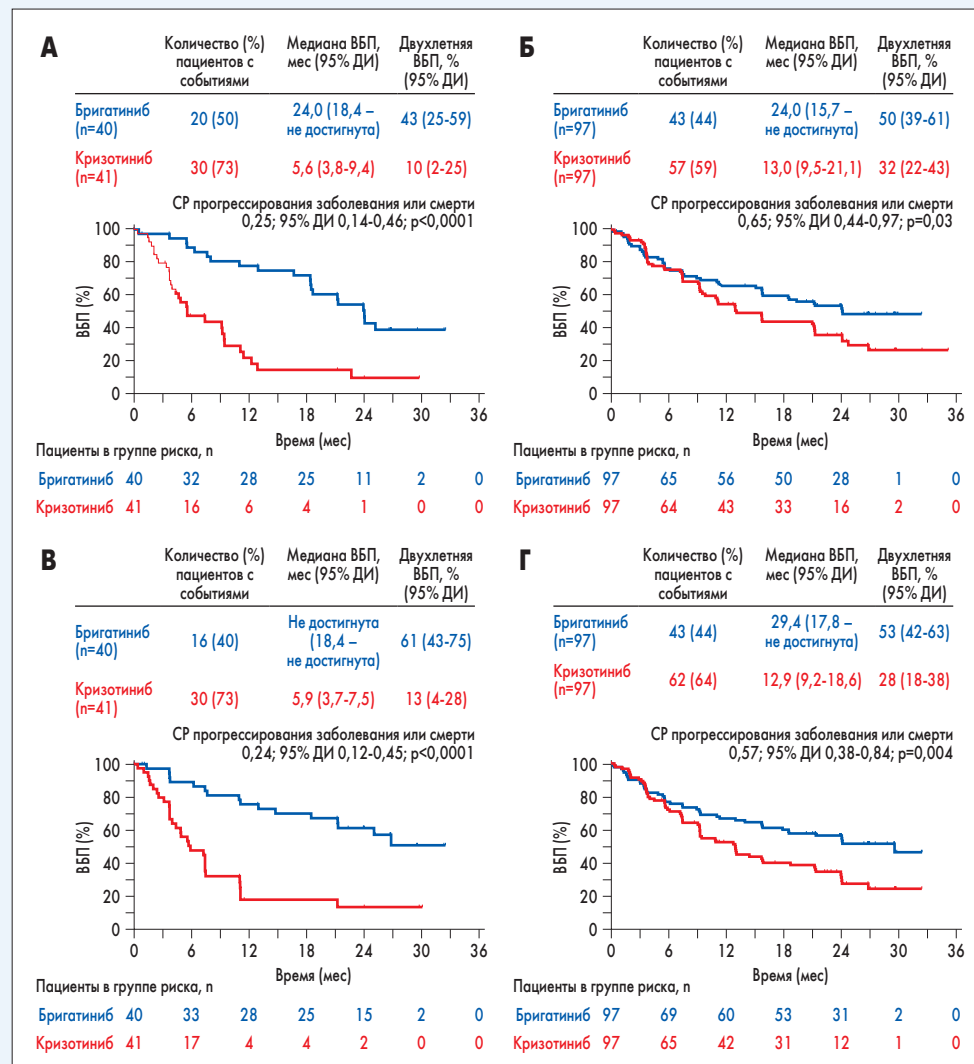 А
Количество (%) пациентов с событиями
Медиана ВБП, мес (95% ДИ)
Двухлетняя ВБП, % (95% ДИ)
Бригатиниб (n=40)
20 (50)
24,0 (18,4 – не достигнута)
43 (25-59)
Кризотиниб (n=41)
30 (73)
5,6 (3,8-9,4)
10 (2-25)
СР прогрессирования заболевания или смерти
0,25; 95% ДИ 0,14-0,46; p<0,0001
ВБП (%)
100
80
60
40
20
0
0 6 12 18 24 30 36
Время (мес)
Пациенты в группе риска, n
Бригатиниб 40 32 28 25 11 2 0
Кризотиниб 41 16 6 4 1 0 0
Б
Количество (%) пациентов с событиями
Медиана ВБП, мес (95% ДИ)
Двухлетняя ВБП, % (95% ДИ)
Бригатиниб (n=97)
43 (44)
24,0 (15,7 – не достигнута)
50 (39-61)
Кризотиниб (n=97)
57 (59)
13,0 (9,5-21,1)
32 (22-43)
СР прогрессирования заболевания или смерти
0,65; 95% ДИ 0,44-0,97; p=0,03
ВБП (%)
100
80
60
40
20
0
0 6 12 18 24 30 36
Время (мес)
Пациенты в группе риска, n
Бригатиниб 97 65 56 50 28 1 0
Кризотиниб 97 64 43 33 16 2 0
В
Количество (%) пациентов с событиями
Медиана ВБП, мес (95% ДИ)
Двухлетняя ВБП, % (95% ДИ)
Бригатиниб (n=40)
16 (40)
Не достигнута (18,4 – не достигнута)
61 (43-75)
Кризотиниб (n=41)
30 (73)
5,9 (3,7-7,5)
13 (4-28)
СР прогрессирования заболевания или смерти
0,24; 95% ДИ 0,12-0,45; p<0,0001
ВБП (%)
100
80
60
40
20
0
0 6 12 18 24 30 36
Время (мес)
Пациенты в группе риска, n
Бригатиниб 40 33 28 25 15 2 0
Кризотиниб 41 17 4 4 2 0 0
Г
Количество (%) пациентов с событиями
Медиана ВБП, мес (95% ДИ)
Двухлетняя ВБП, % (95% ДИ)
Бригатиниб (n=97)
43 (44)
29,4 (17,8 – не достигнута)
53 (42-63)
Кризотиниб (n=97)
62 (64)
12,9 (9,2-18,6)
28 (18-38)
СР прогрессирования заболевания или смерти
0,57; 95% ДИ 0,38-0,84; p=0,004
ВБП (%)
100
80
60
40
20
0
0 6 12 18 24 30 36
Время (мес)
Пациенты в группе риска, n
Бригатиниб 97 69 60 53 31 2 0
Кризотиниб 97 65 42 31 12 1 0